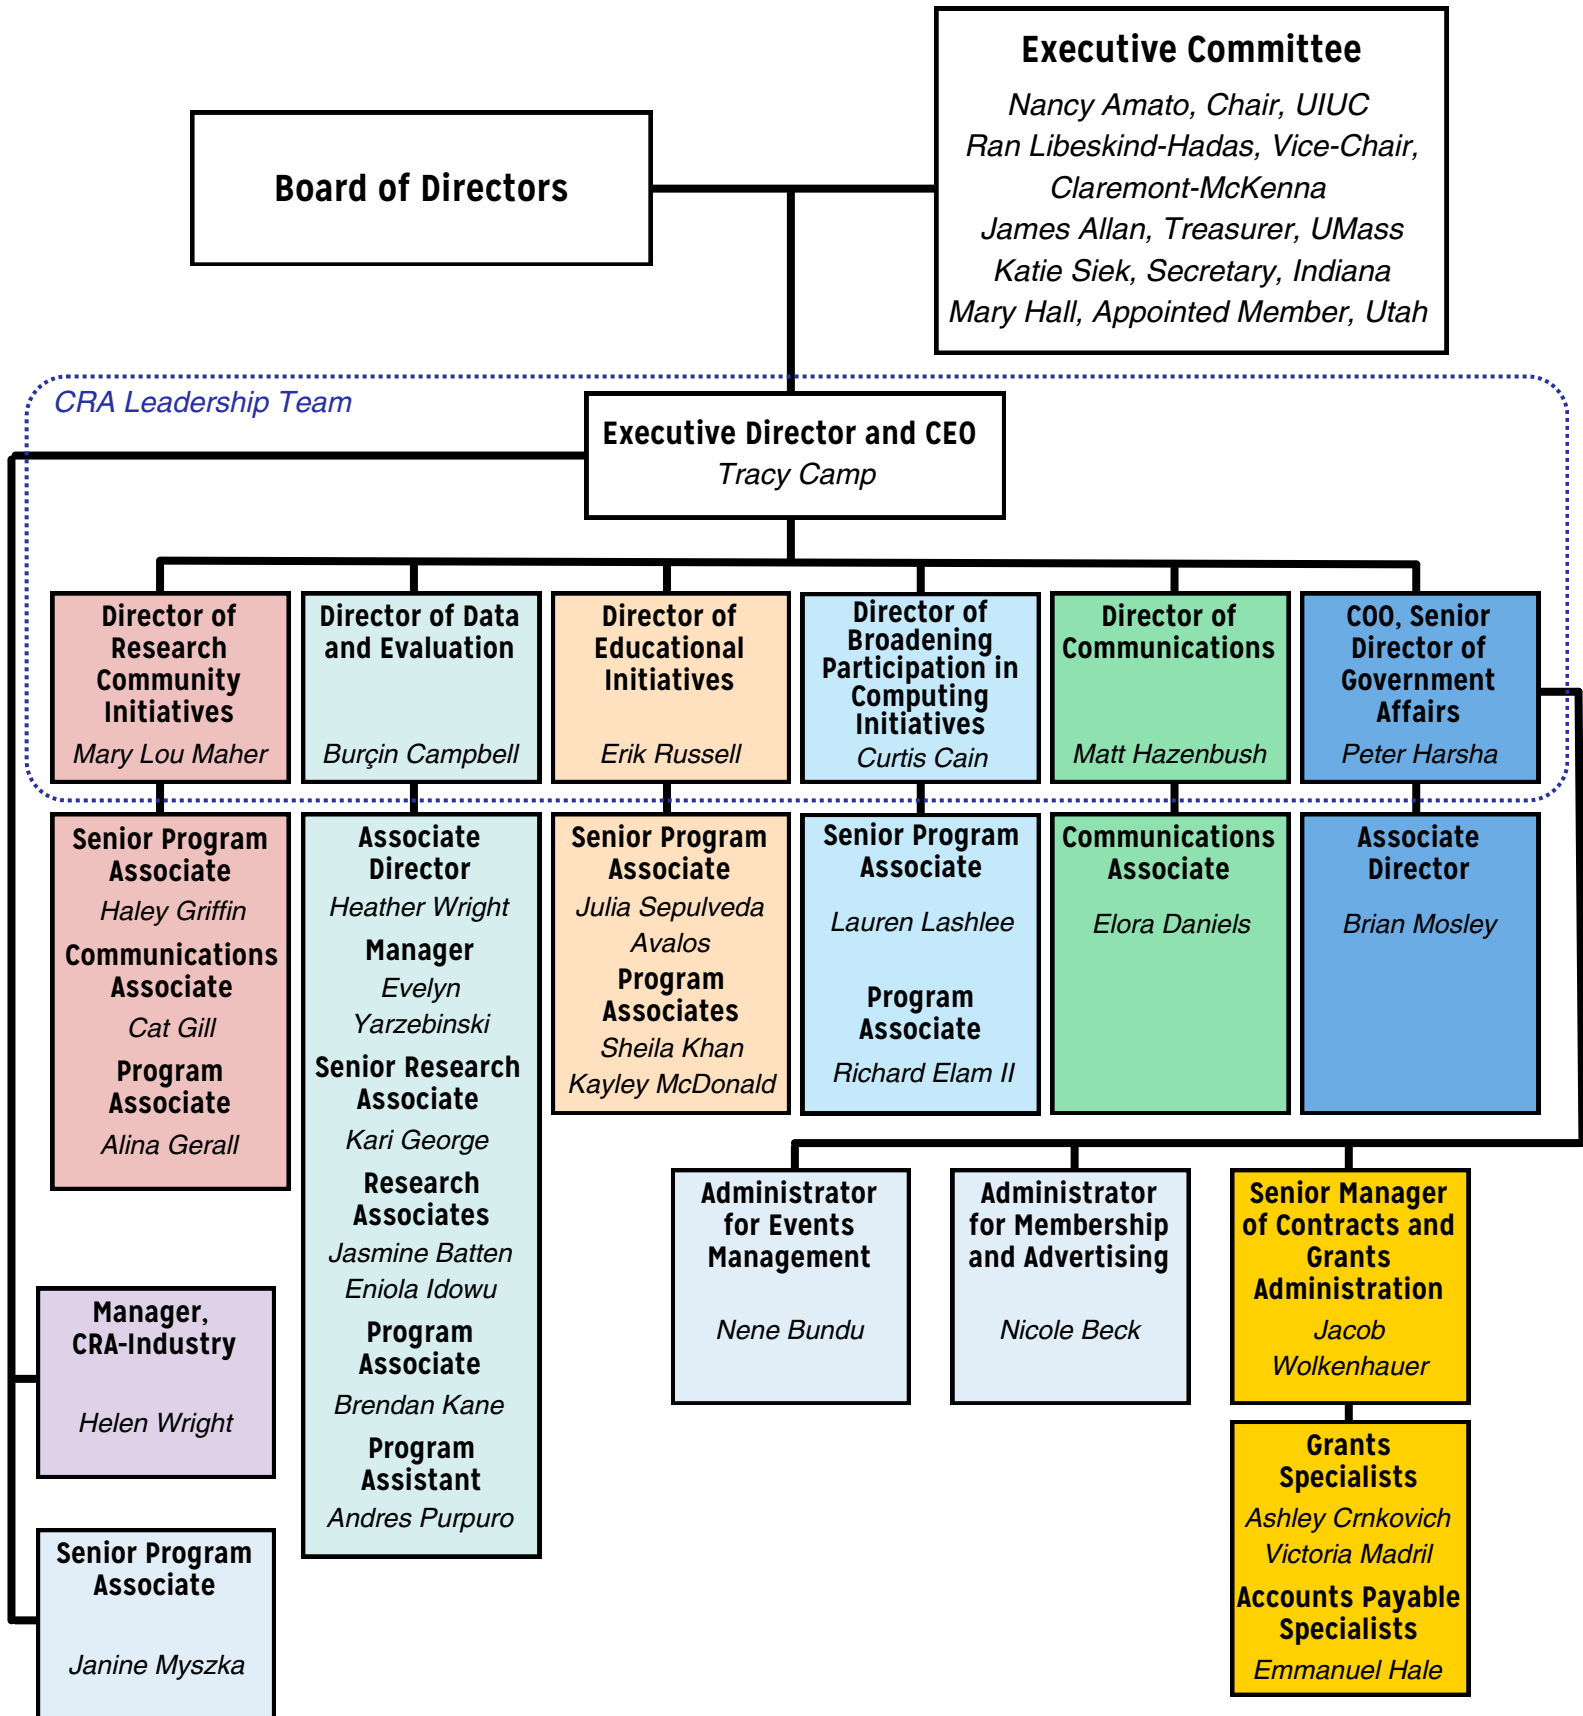 Executive Committee
Nancy Amato, Chair, UIUC
Ran Libeskind-Hadas, Vice-Chair,
Claremont-McKenna
James Allan, Treasurer, UMass
Katie Siek, Secretary, Indiana
Mary Hall, Appointed Member, Utah
Board of Directors
CRA Leadership Team
Executive Director and CEO
Tracy Camp
Director of
Research
Community
Initiatives
Mary Lou Maher
Director of Data
and Evaluation
Burçin Campbell
Director of
Educational
Initiatives
Erik Russell
Director of
Broadening
Participation in
Computing
Initiatives
Curtis Cain
Director of
Communications
Matt Hazenbush
COO, Senior
Director of
Government
Affairs
Peter Harsha
Senior Program
Associate
Haley Griffin
Communications
Associate
Cat Gill
Program
Associate
Alina Gerall
Associate
Director
Heather Wright
Manager
Evelyn
Yarzebinski
Senior Research
Associate
Kari George
Research
Associates
Jasmine Batten
Eniola Idowu
Program
Associate
Brendan Kane
Program
Assistant
Andres Purpuro
Senior Program
Associate
Julia Sepulveda
Avalos
Program
Associates
Sheila Khan
Kayley McDonald
Senior Program
Associate
Lauren Lashlee
Program
Associate
Richard Elam II
Communications
Associate
Elora Daniels
Associate
Director
Brian Mosley
Administrator
for Events
Management
Nene Bundu
Administrator
for Membership
and Advertising
Nicole Beck
Senior Manager
of Contracts and
Grants
Administration
Jacob
Wolkenhauer
Grants
Specialists
Ashley Crnkovich
Victoria Madril
Accounts Payable
Specialists
Emmanuel Hale
Manager,
CRA-Industry
Helen Wright
Senior Program
Associate
Janine Myszka